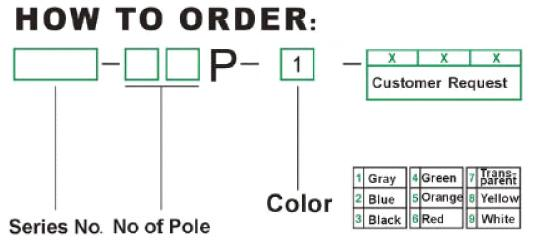 HOW TO ORDER:
P – 1 – X X X
Customer Request
Series No. No of Pole Color
1 Gray 4 Green 7 Trans-parent
2 Blue 5 Orange 8 Yellow
3 Black 6 Red 9 White